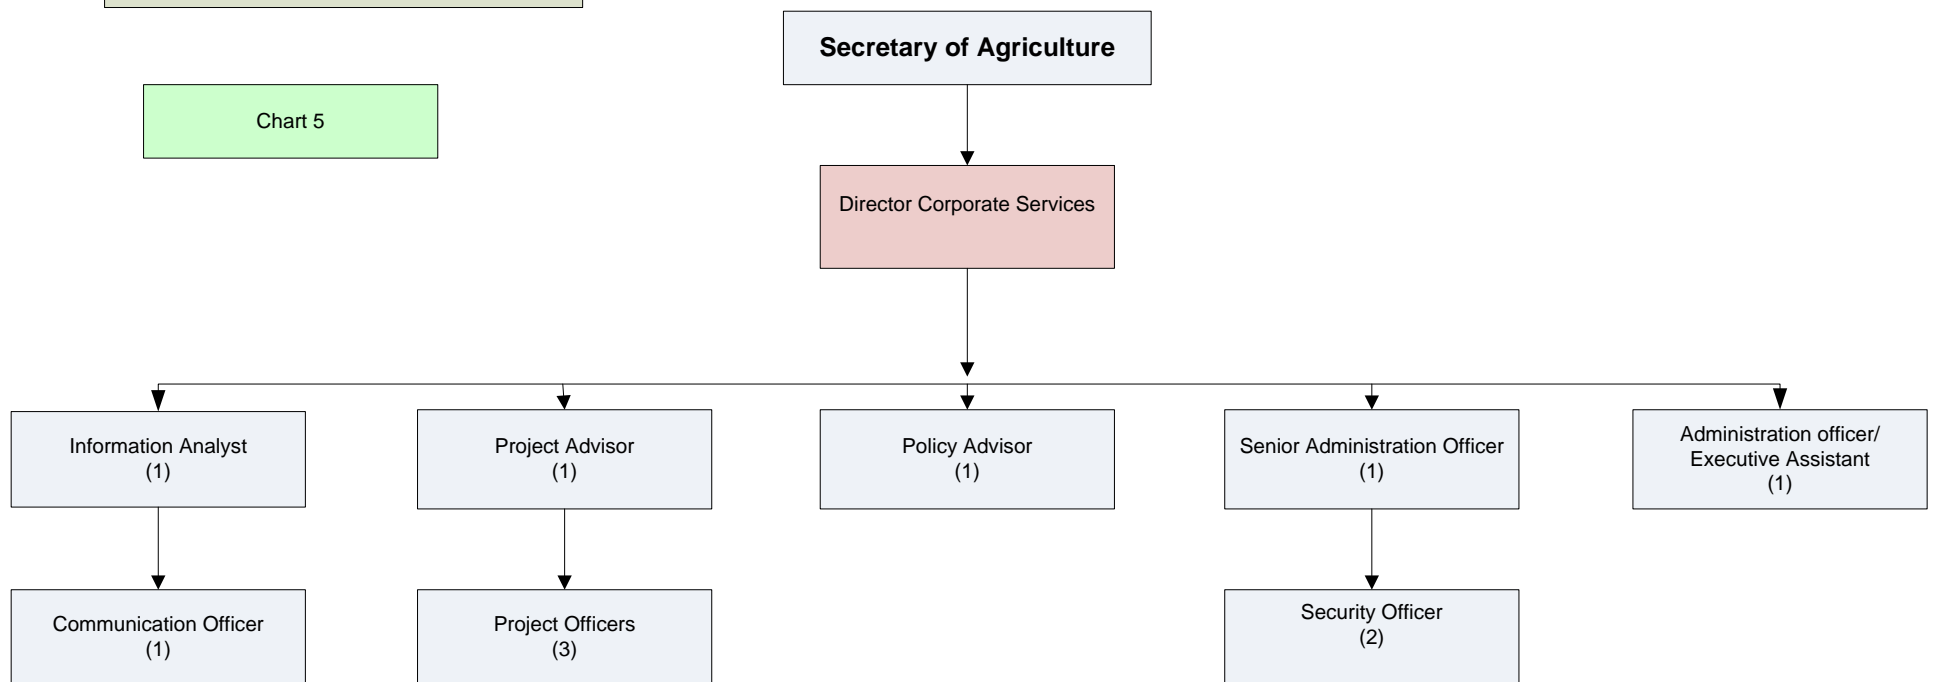 Secretary of Agriculture
Chart 5
Director Corporate Services
Information Analyst
(1)
Project Advisor
(1)
Policy Advisor
(1)
Senior Administration Officer
(1)
Administration officer/
Executive Assistant
(1)
Communication Officer
(1)
Project Officers
(3)
Security Officer
(2)